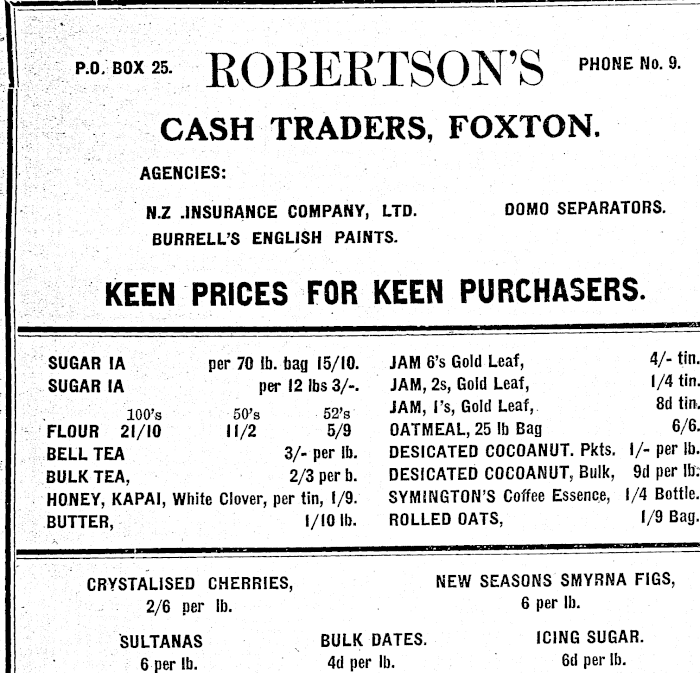 P.O. BOX 25. ROBERTSON'S PHONE No. 9.
CASH TRADERS, FOXTON.
AGENCIES:
N.Z .INSURANCE COMPANY, LTD. DOMO SEPARATORS.
BURRELL'S ENGLISH PAINTS.
KEEN PRICES FOR KEEN PURCHASERS.
SUGAR 1A per 70 lb. bag 15/10.
SUGAR 1A per 12 lbs 3/-.
100's 50's 52's
FLOUR 21/10 11/2 5/9
BELL TEA 3/- per lb.
BULK TEA, 2/3 per b.
HONEY, KAPAI, White Clover, per tin, 1/9.
BUTTER, 1/10 lb.
JAM 6's Gold Leaf, 4/- tin.
JAM, 2s, Gold Leaf, 1/4 tin.
JAM, 1's, Gold Leaf, 8d tin.
OATMEAL, 25 lb Bag 6/6.
DESICATED COCOANUT. Pkts. 1/- per lb.
DESICATED COCOANUT, Bulk, 9d per lb.
SYMINGTON'S Coffee Essence, 1/4 Bottle.
ROLLED OATS, 1/9 Bag.
CRYSTALISED CHERRIES, NEW SEASONS SMYRNA FIGS,
2/6 per lb. 6 per lb.
SULTANAS BULK DATES. ICING SUGAR.
6 per lb. 4d per lb. 6d per lb.